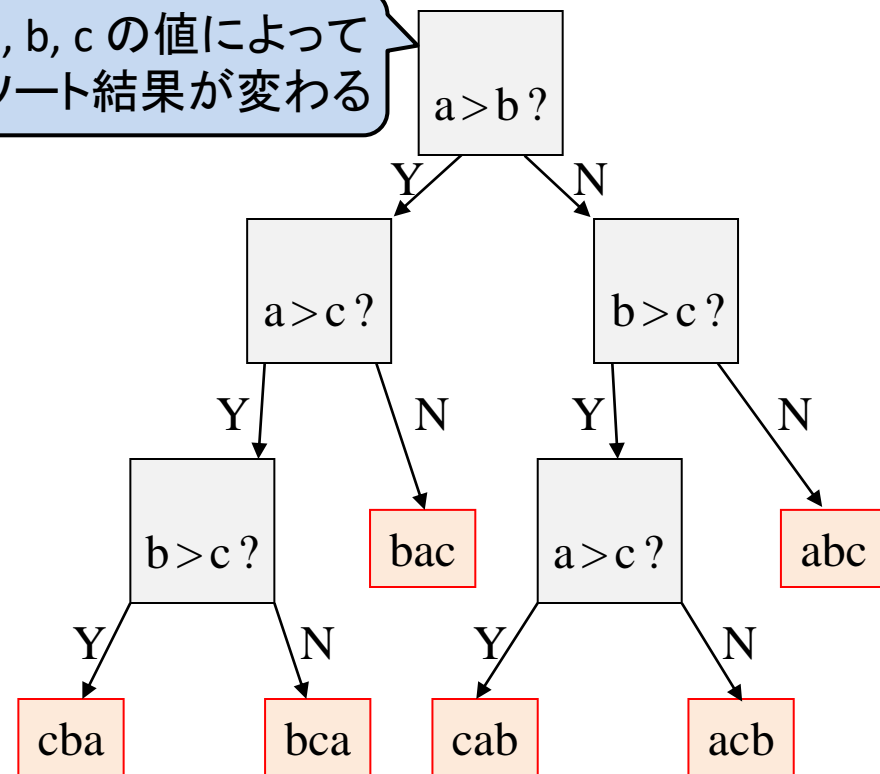 , b, c の値によって
ソート結果が変わる
a>b?
Y
N
a>c?
b>c?
Y
N
Y
N
b>c?
bac
a>c?
abc
Y
N
Y
N
cba
bca
cab
acb